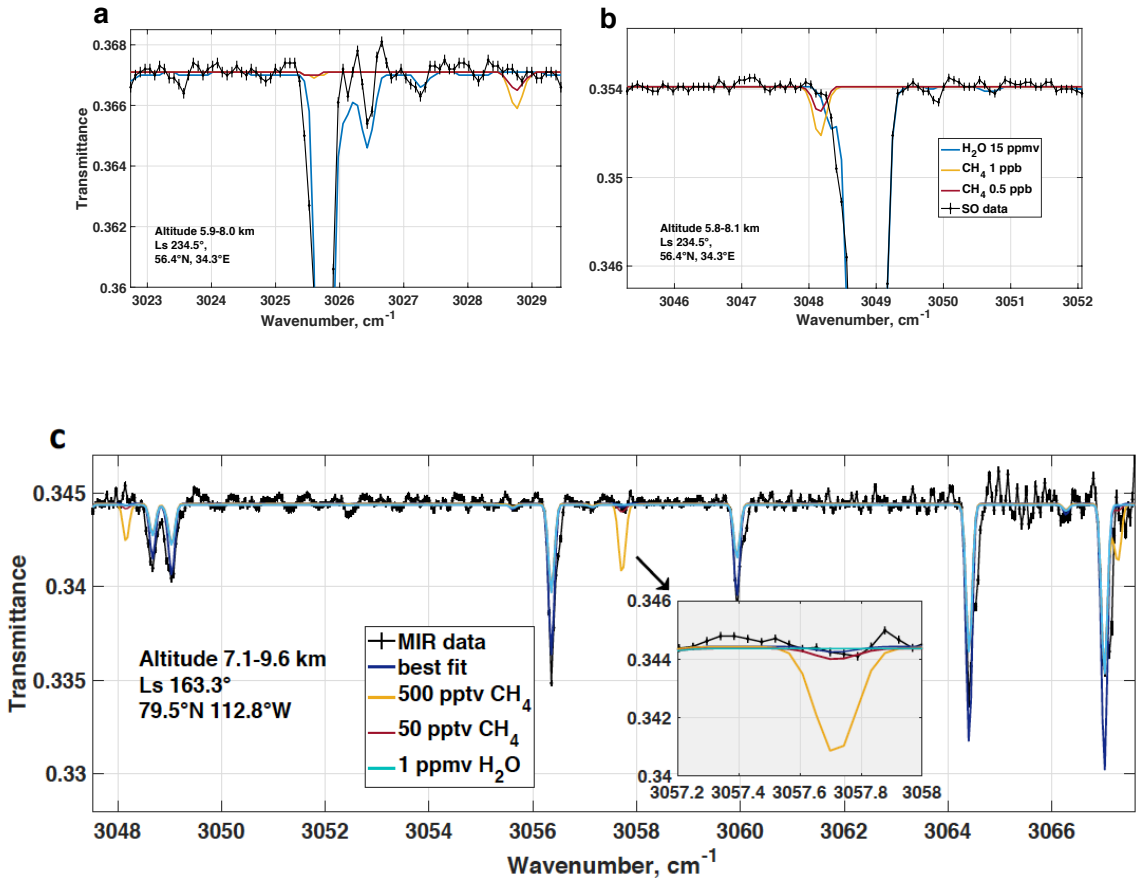 a
0.368
0.366
0.364
0.362
0.36
Transmittance
Altitude 5.9-8.0 km
Ls 234.5°,
56.4°N, 34.3°E
3023 3024 3025 3026 3027 3028 3029
Wavenumber, cm-1
b
0.354
0.35
0.346
H2O 15 ppmv
CH4 1 ppb
CH4 0.5 ppb
SO data
Altitude 5.8-8.1 km
Ls 234.5°,
56.4°N, 34.3°E
3046 3047 3048 3049 3050 3051 3052
Wavenumber, cm-1
c
0.345
0.34
0.335
0.33
Transmittance
Altitude 7.1-9.6 km
Ls 163.3°
79.5°N 112.8°W
MIR data
best fit
500 pptv CH4
50 pptv CH4
1 ppmv H2O
0.346
0.344
0.342
0.34
3057.2 3057.4 3057.6 3057.8 3058
3048 3050 3052 3054 3056 3058 3060 3062 3064 3066
Wavenumber, cm-1